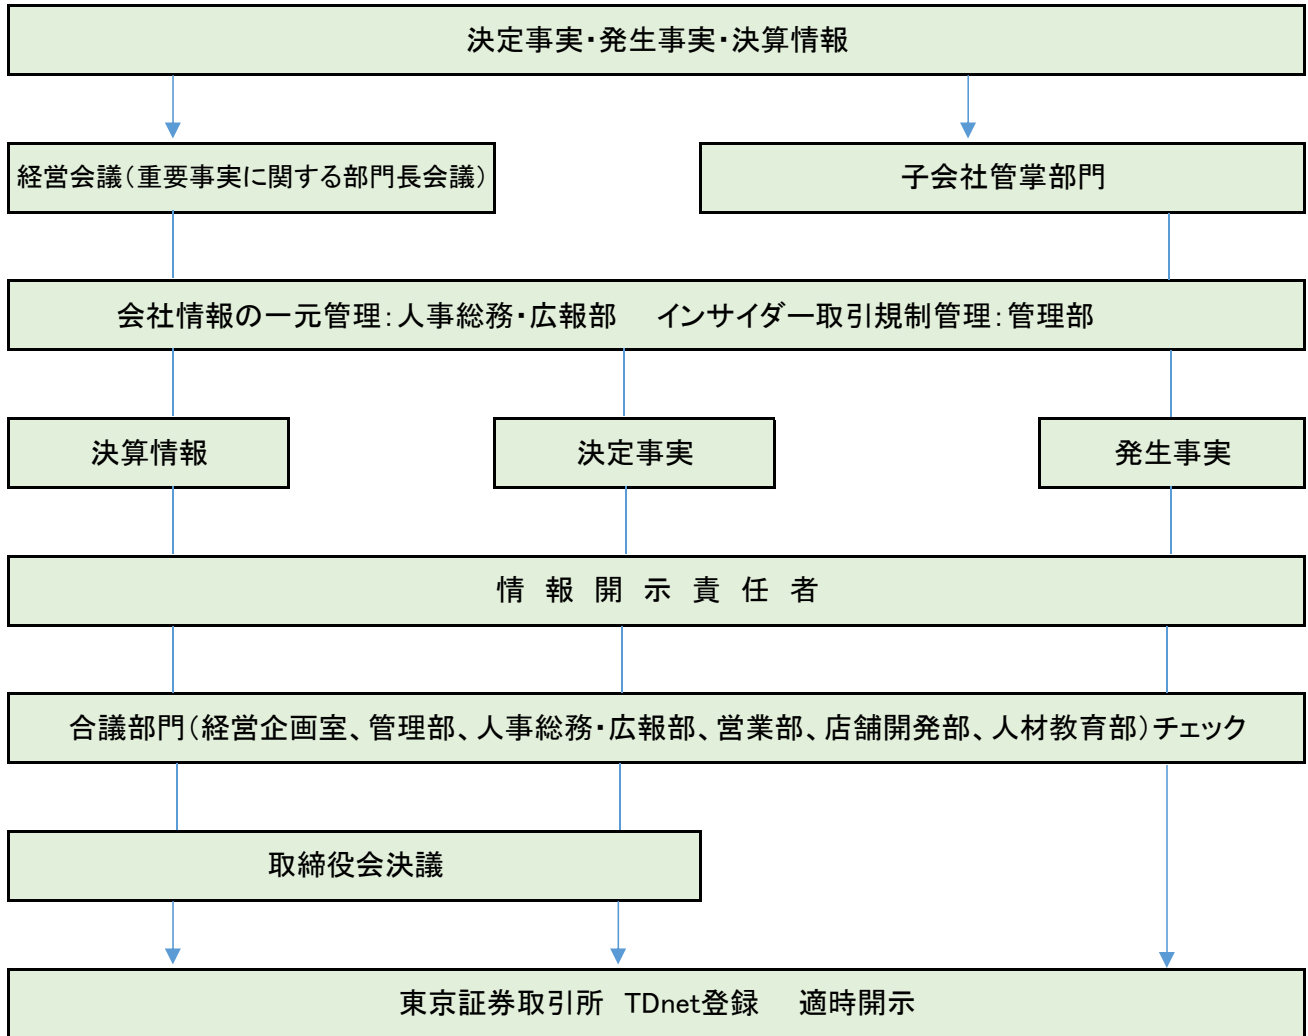 決定事実・発生事実・決算情報
経営会議（重要事実に関する部門長会議）
子会社管掌部門
会社情報の一元管理：人事総務・広報部　インサイダー取引規制管理：管理部
決算情報
決定事実
発生事実
情　報　開　示　責　任　者
合議部門（経営企画室、管理部、人事総務・広報部、営業部、店舗開発部、人材教育部）チェック
取締役会決議
東京証券取引所　TDnet登録　適時開示